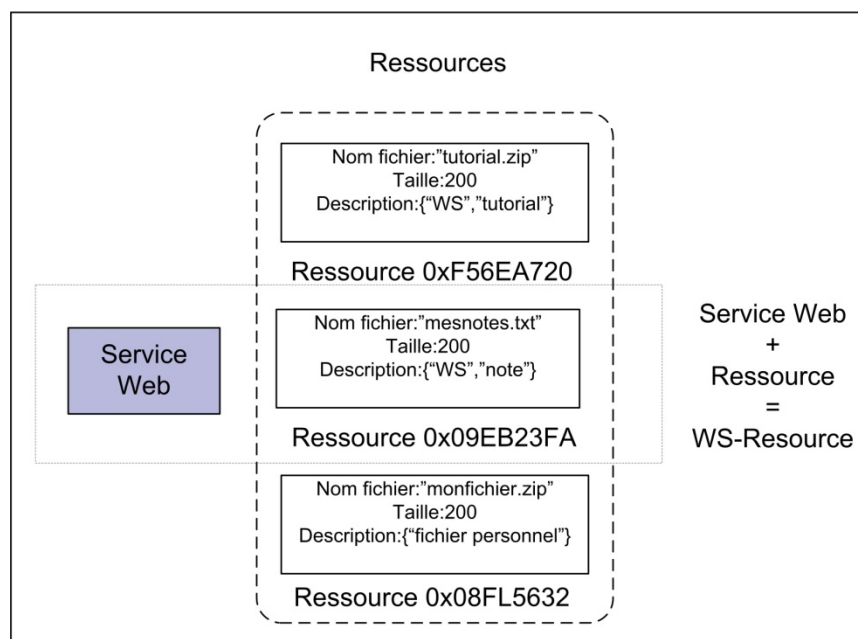 Ressources
Nom fichier:”tutorial.zip”
Taille:200
Description:{“WS”,”tutorial”}
Ressource 0xF56EA720
Service
Web
Nom fichier:”mesnotes.txt”
Taille:200
Description:{“WS”,”note”}
Ressource 0x09EB23FA
Service Web
+
Ressource
=
WS-Resource
Nom fichier:”monfichier.zip”
Taille:200
Description:{“fichier personnel”}
Ressource 0x08FL5632